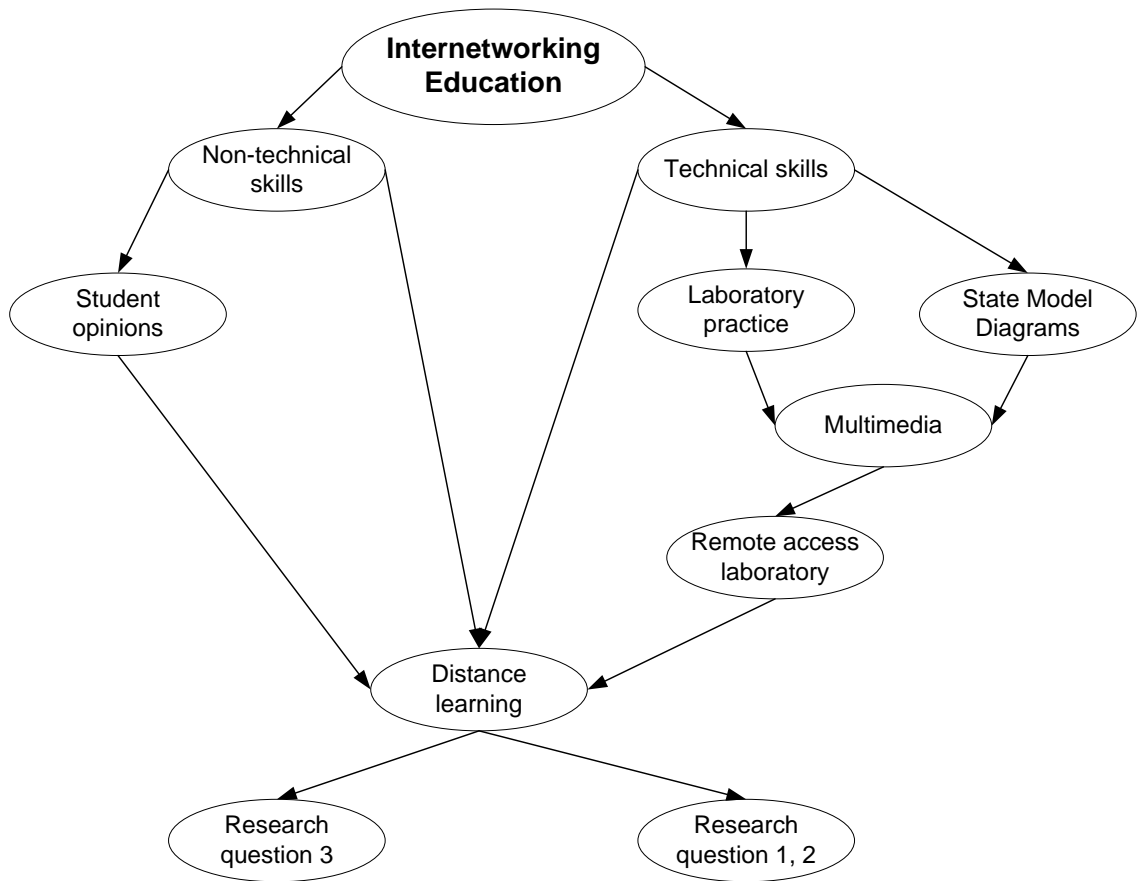 Internetworking
Education
Non-technical
skills
Technical skills
Student
opinions
Laboratory
practice
State Model
Diagrams
Multimedia
Remote access
laboratory
Distance
learning
Research
question 3
Research
question 1, 2